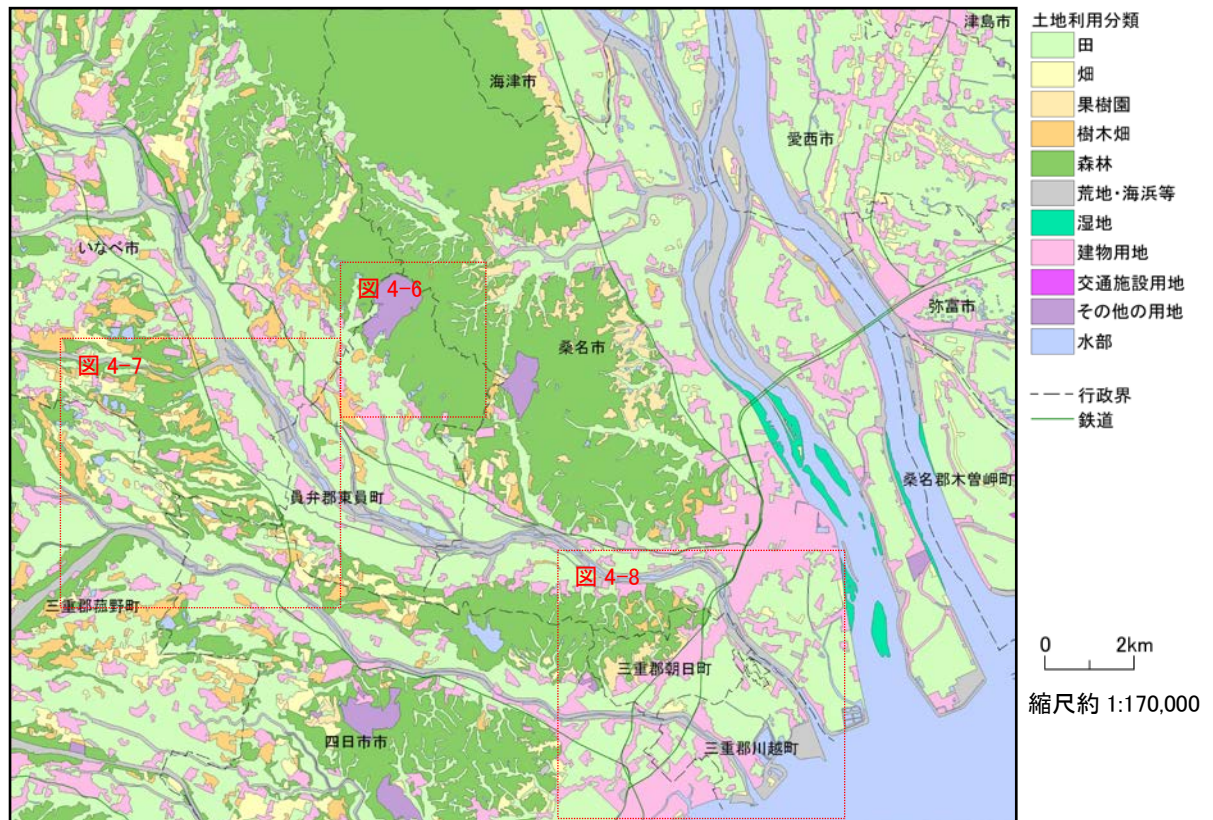 津島市
海津市
愛西市
いなべ市
図 4-6
弥富市
桑名市
図 4-7
桑名郡木曽岬町
員弁郡東員町
図 4-8
三重郡菰野町
三重郡朝日町
四日市市
三重郡川越町
土地利用分類
田
畑
果樹園
樹木畑
森林
荒地・海浜等
湿地
建物用地
交通施設用地
その他の用地
水部
行政界
鉄道
0 2km
縮尺約 1:170,000